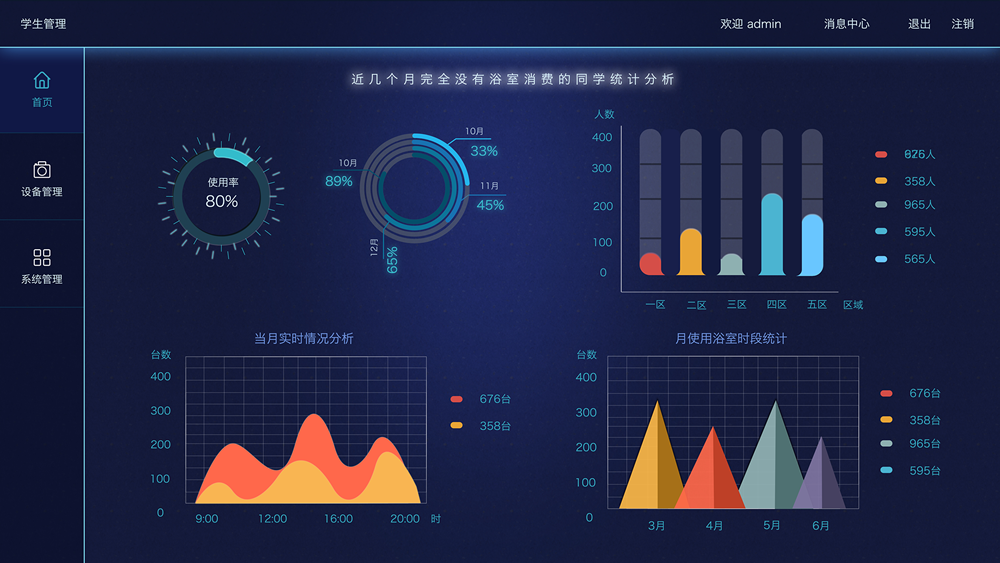 学生管理
欢迎 admin
消息中心
退出
注销
首页
设备管理
系统管理
近几个月完全没有浴室消费的同学统计分析
使用率
80%
10月
33%
10月
89%
11月
45%
12月
65%
人数
400
300
200
100
0
一区
二区
三区
四区
五区
区域
358人
965人
595人
565人
当月实时情况分析
台数
400
300
200
100
0
9:00
12:00
16:00
20:00
时
676台
358台
月使用浴室时段统计
台数
400
300
200
100
0
3月
4月
5月
6月
676台
358台
965台
595台